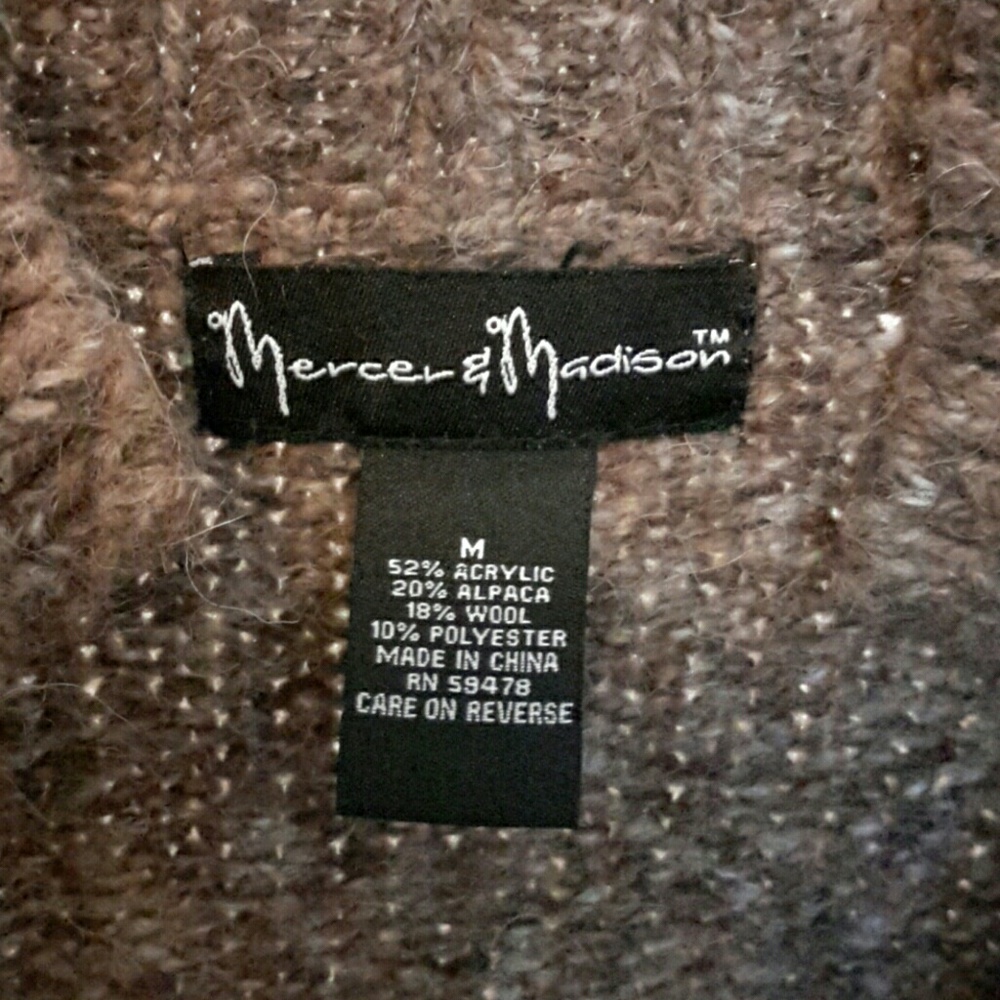 Mercer & Madison™
M
52% ACRYLIC
20% ALPACA
18% WOOL
10% POLYESTER
MADE IN CHINA
RN 59478
CARE ON REVERSE